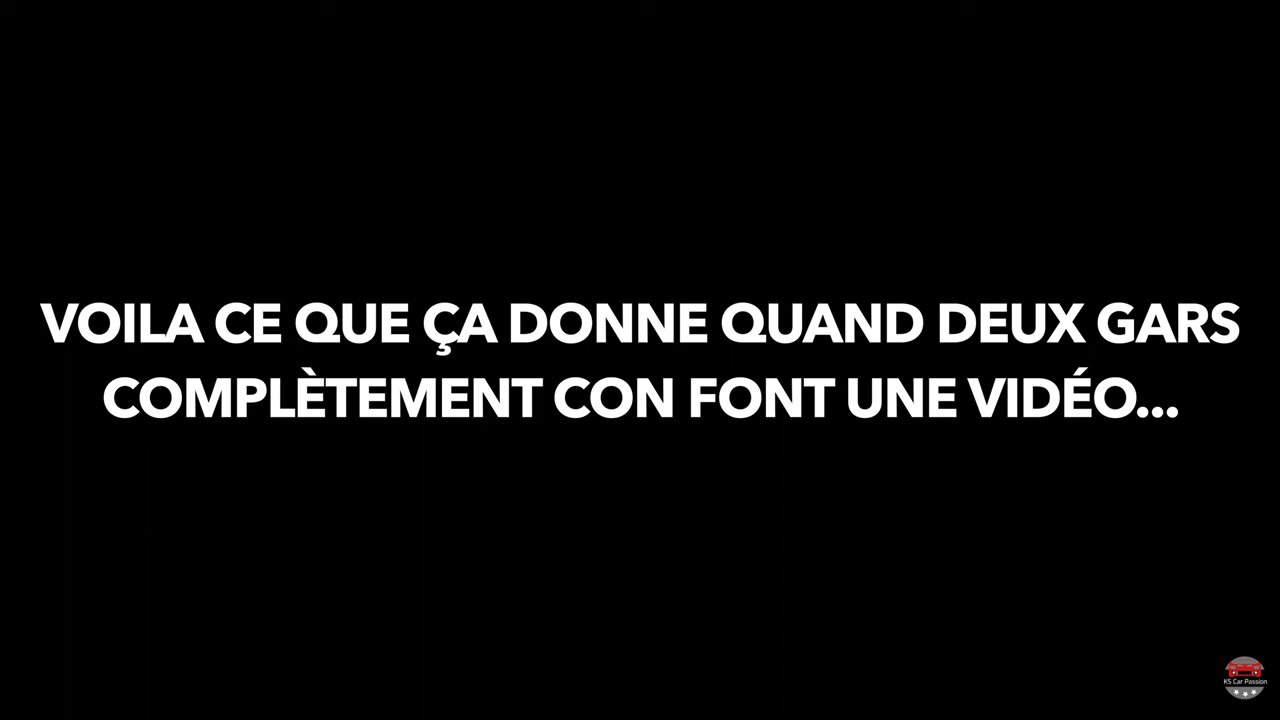 VOILA CE QUE ÇA DONNE QUAND DEUX GARS
COMPLÈTEMENT CON FONT UNE VIDÉO...
KS Car Passion